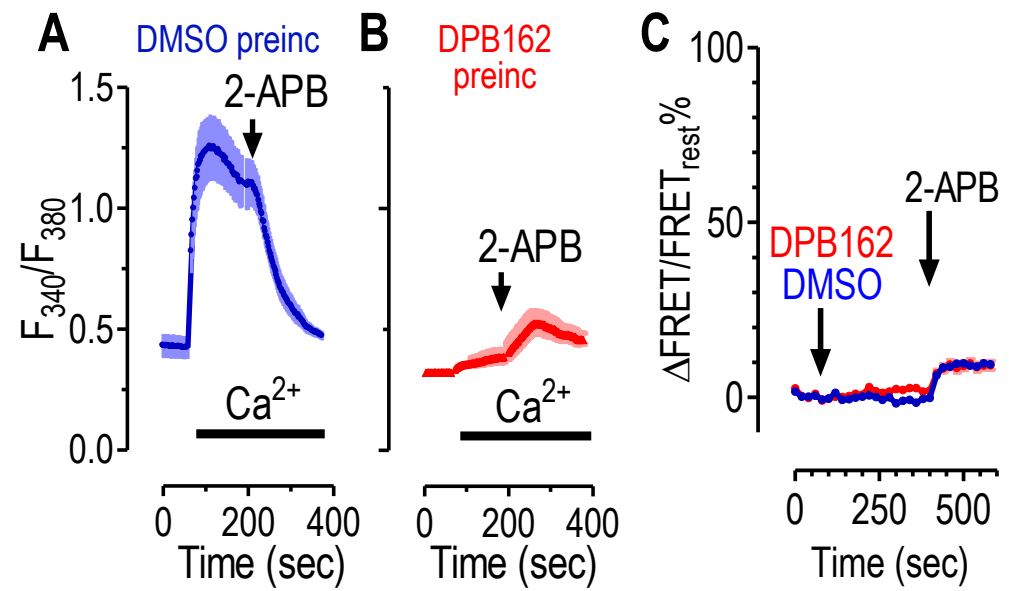 A
DMSO preinc
1.5
1.0
0.5
0.0
F340/F380
2-APB
Ca2+
0
200
400
Time (sec)
B
DPB162
preinc
2-APB
Ca2+
0
200
400
Time (sec)
C
100
50
0
ΔFRET/FRETrest%
2-APB
DPB162
DMSO
0
250
500
Time (sec)